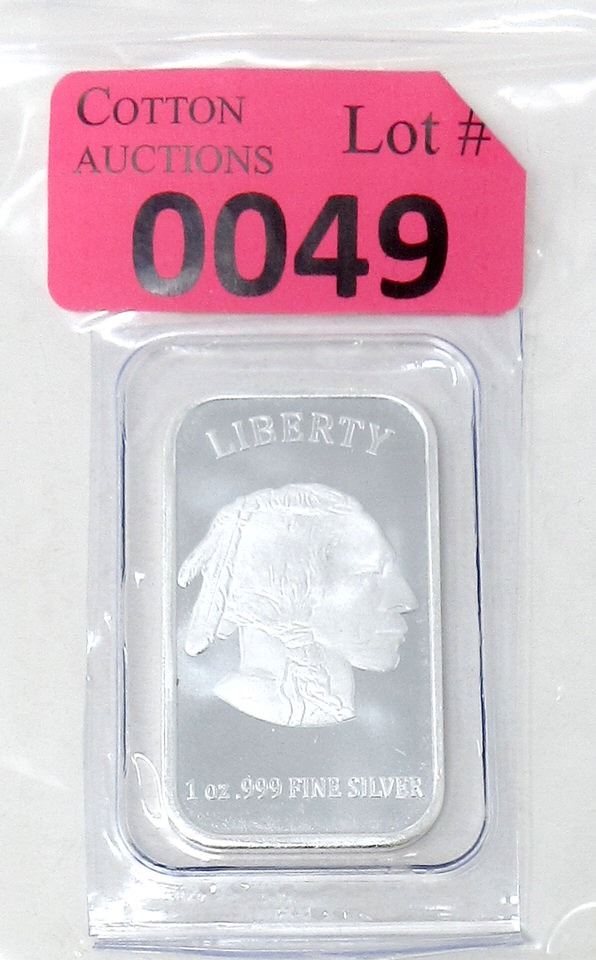 COTTON
AUCTIONS
Lot #
0049
LIBERTY
1 oz .999 FINE SILVER